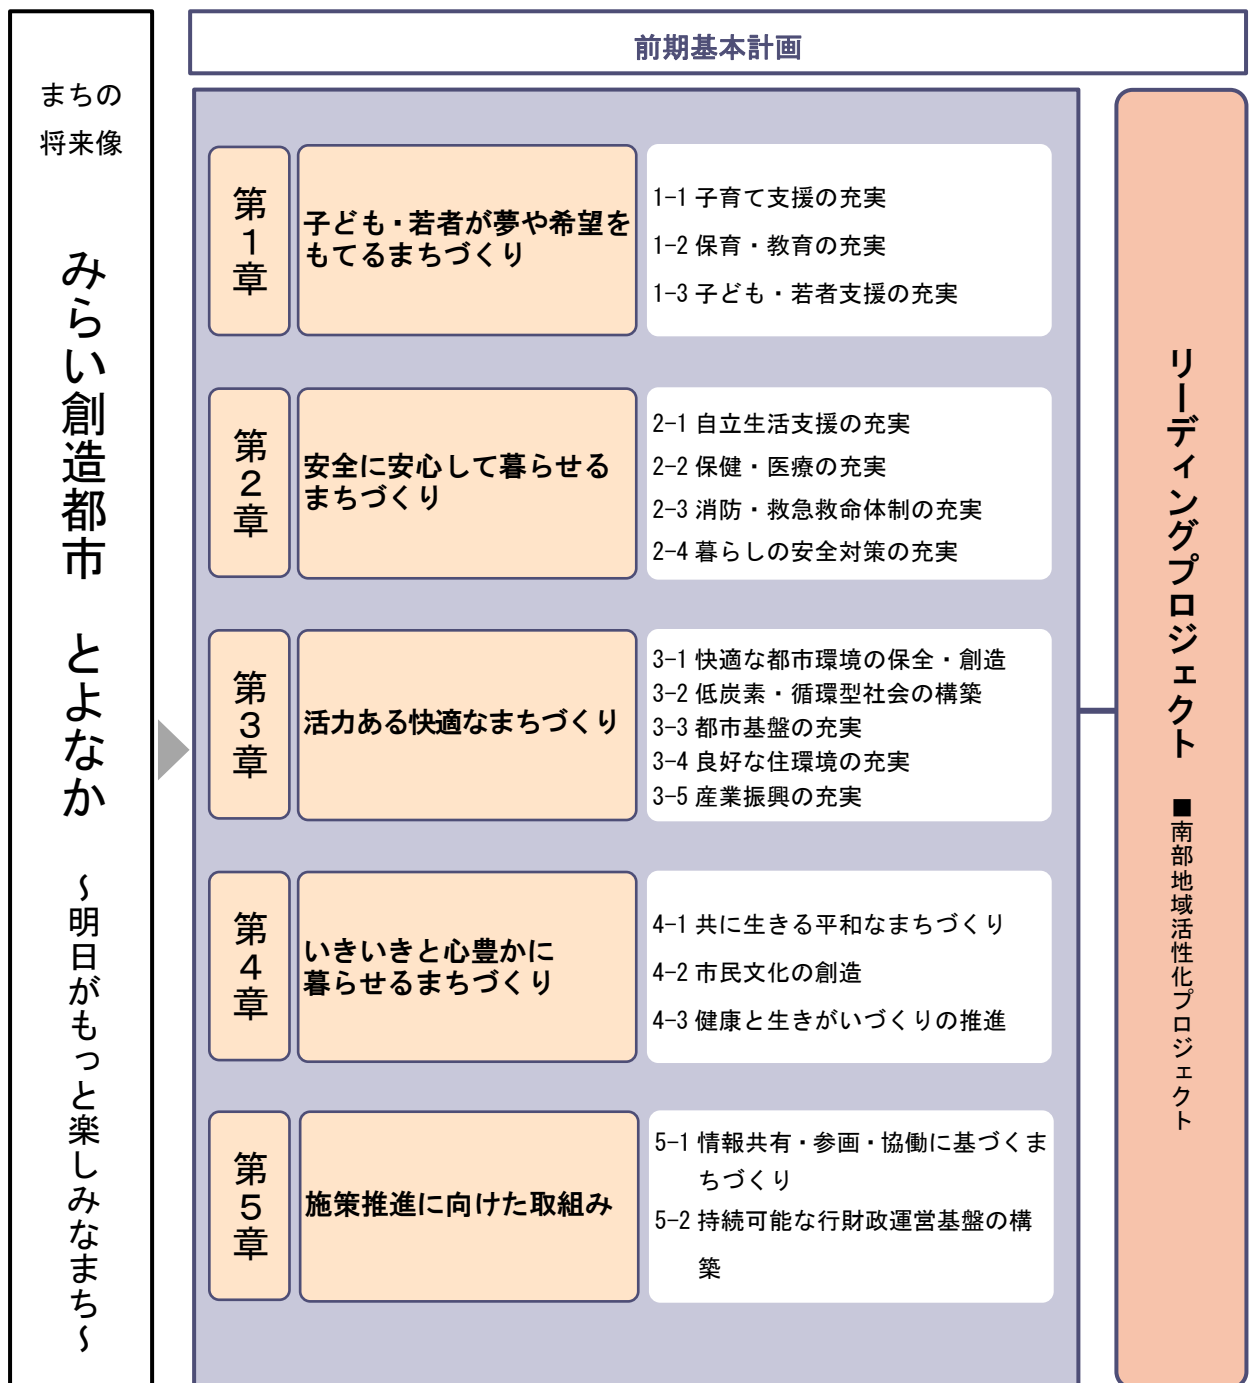 前期基本計画
まちの
将来像
みらい創造都市 とよなか ~明日がもっと楽しみなまち~
第1章
子ども・若者が夢や希望を
もてるまちづくり
1-1 子育て支援の充実
1-2 保育・教育の充実
1-3 子ども・若者支援の充実
第2章
安全に安心して暮らせる
まちづくり
2-1 自立生活支援の充実
2-2 保健・医療の充実
2-3 消防・救急救命体制の充実
2-4 暮らしの安全対策の充実
第3章
活力ある快適なまちづくり
3-1 快適な都市環境の保全・創造
3-2 低炭素・循環型社会の構築
3-3 都市基盤の充実
3-4 良好な住環境の充実
3-5 産業振興の充実
第4章
いきいきと心豊かに
暮らせるまちづくり
4-1 共に生きる平和なまちづくり
4-2 市民文化の創造
4-3 健康と生きがいづくりの推進
第5章
施策推進に向けた取組み
5-1 情報共有・参画・協働に基づくま
ちづくり
5-2 持続可能な行財政運営基盤の構
築
リーディングプロジェクト ■南部地域活性化プロジェクト